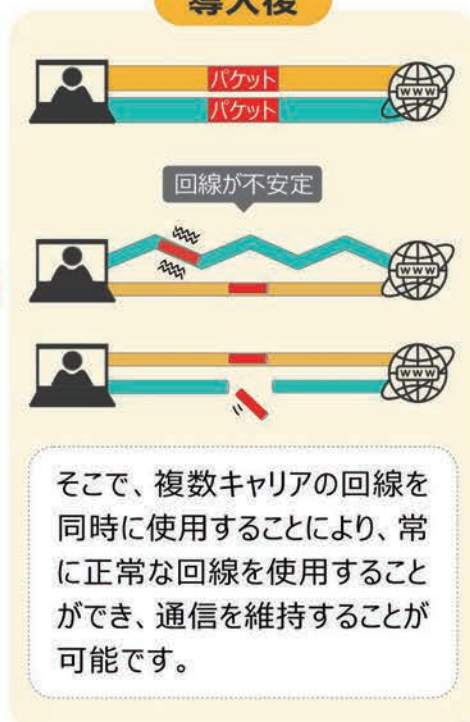 導入後
パケット
WWW
パケット
回線が不安定
WWW
WWW
そこで、複数キャリアの回線を
同時に使用することにより、常
に正常な回線を使用すること
ができ、通信を維持することが
可能です。